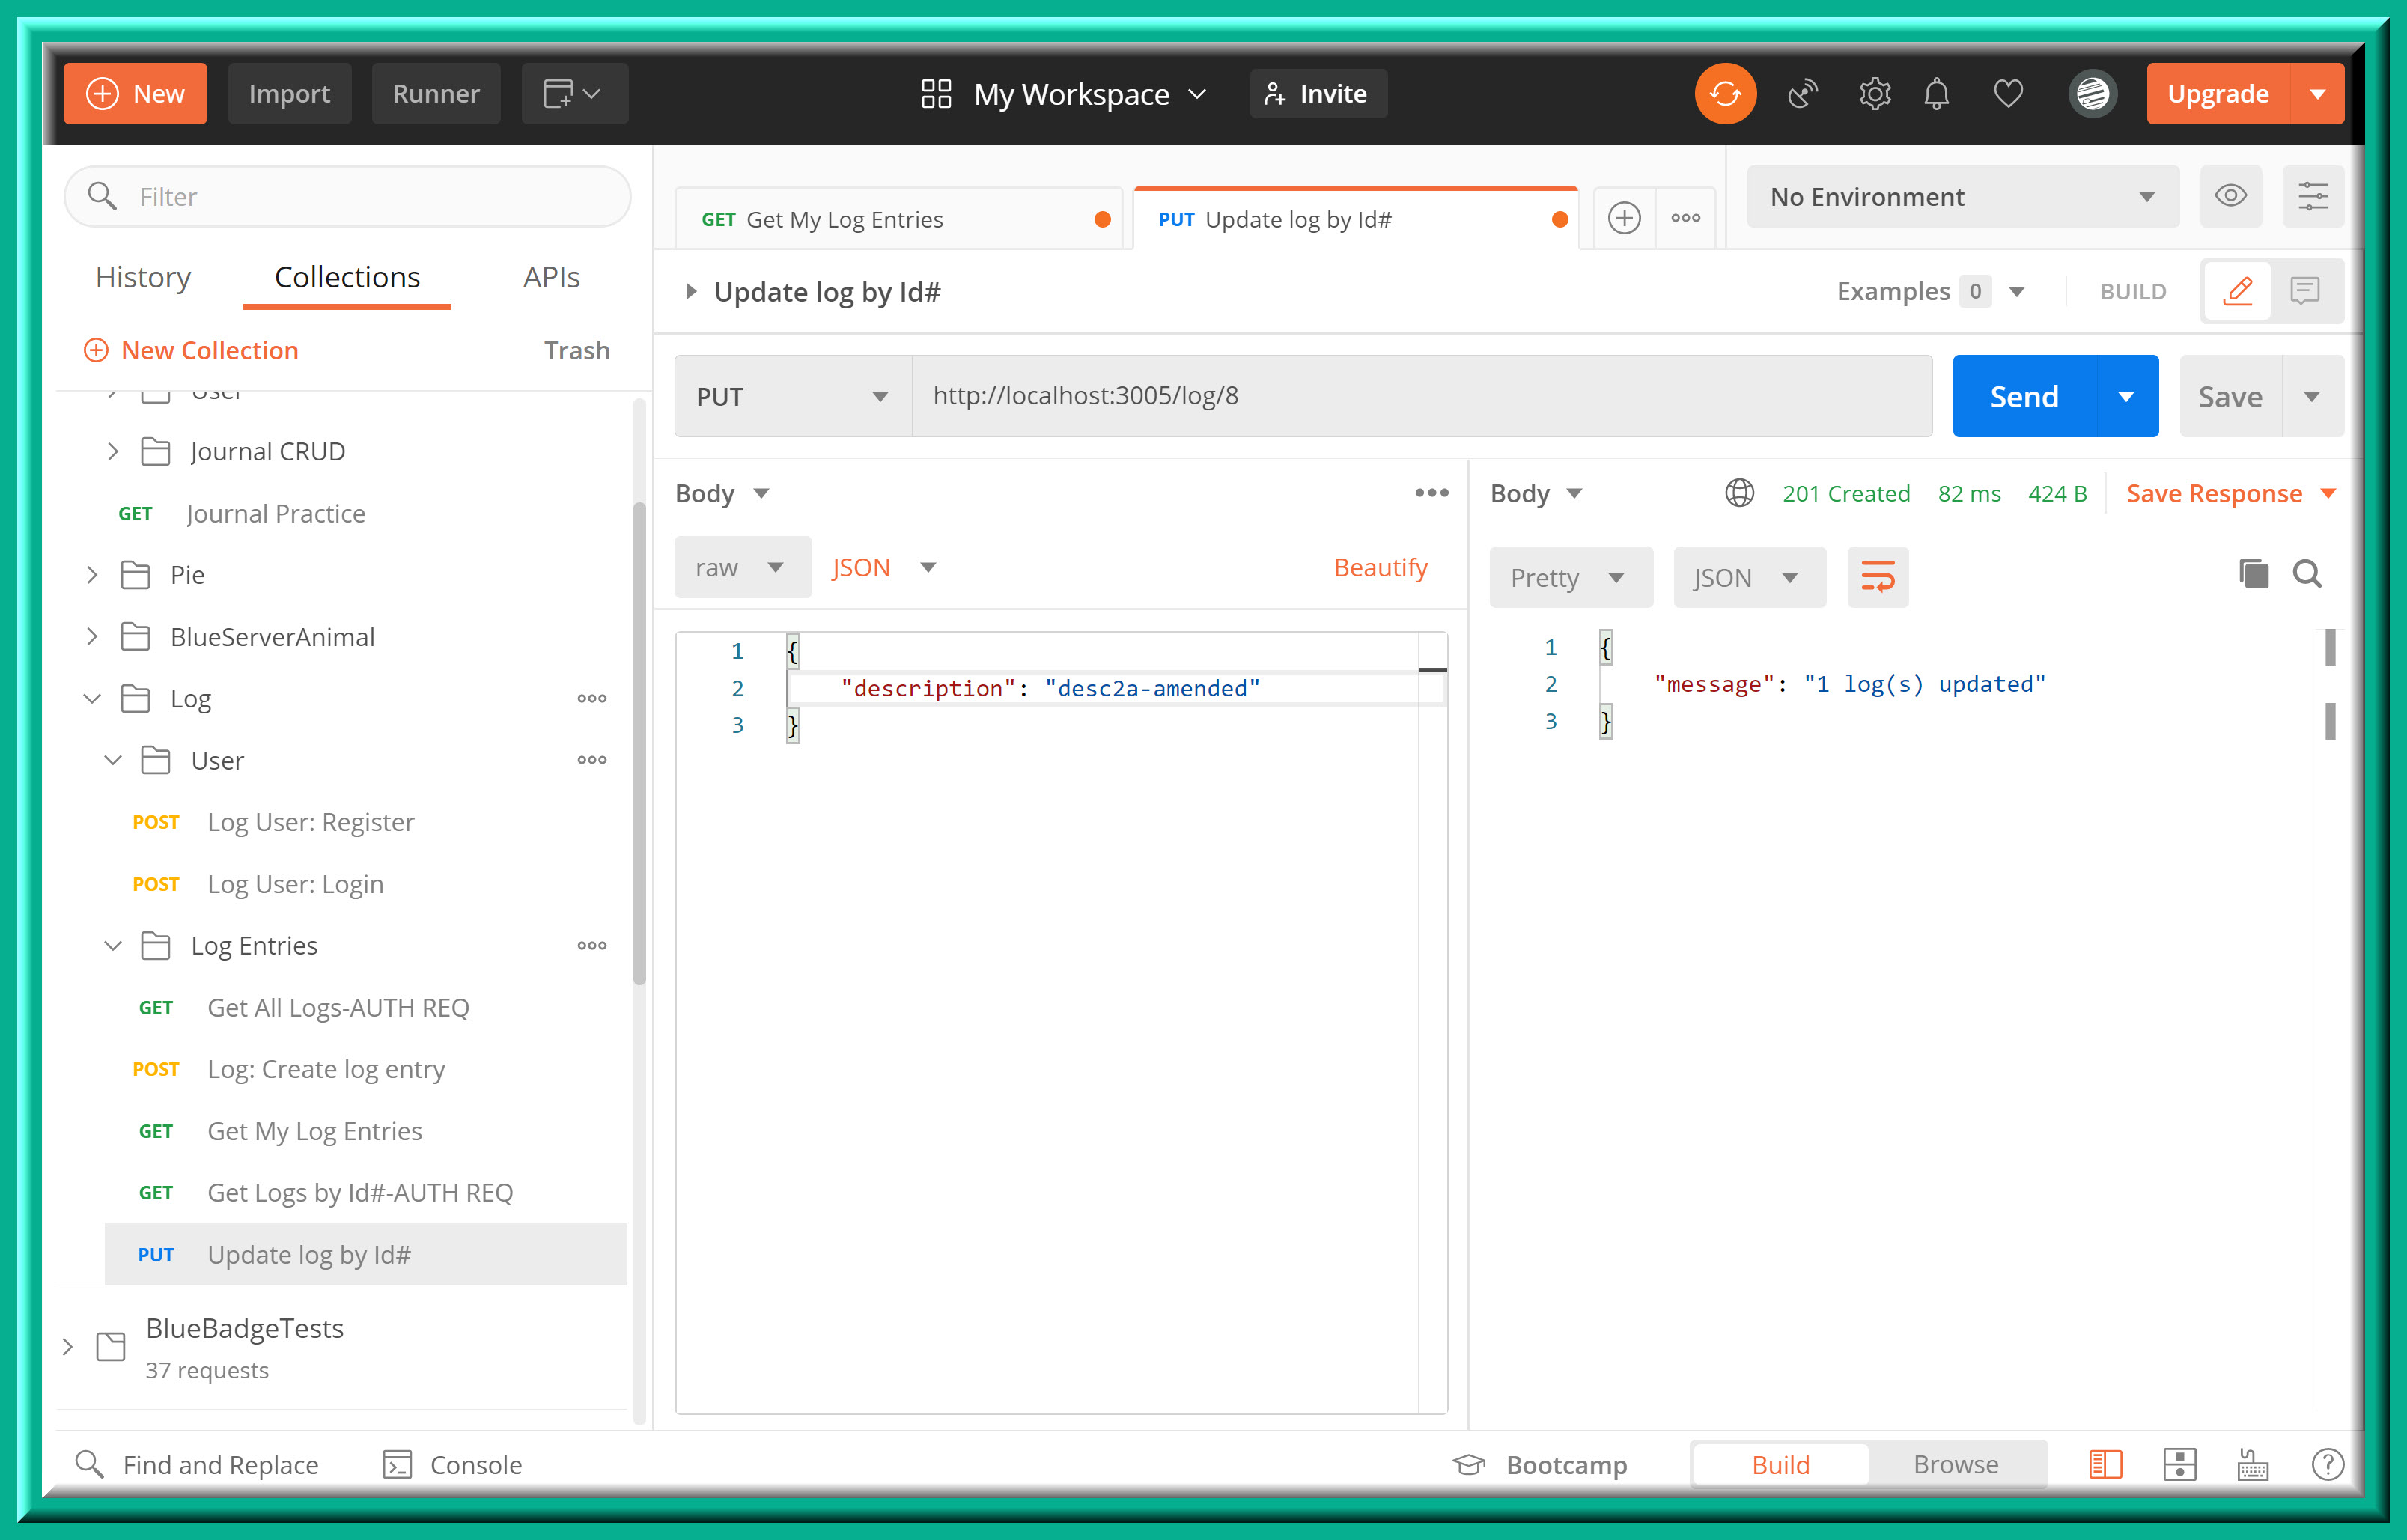 New Import Runner My Workspace Invite Upgrade
Filter
History Collections APIs
New Collection Trash
User
Journal CRUD
GET Journal Practice
Pie
BlueServerAnimal
Log
User
POST Log User: Register
POST Log User: Login
Log Entries
GET Get All Logs-AUTH REQ
POST Log: Create log entry
GET Get My Log Entries
GET Get Logs by Id#-AUTH REQ
PUT Update log by Id#
BlueBadgeTests
37 requests
GET Get My Log Entries PUT Update log by Id# No Environment
Update log by Id# Examples 0 BUILD
PUT http://localhost:3005/log/8 Send Save
Body
raw JSON Beautify
1 {
2 "description": "desc2a-amended"
3 }
Body 201 Created 82 ms 424 B Save Response
Pretty JSON
1 {
2 "message": "1 log(s) updated"
3 }
Find and Replace Console Bootcamp Build Browse